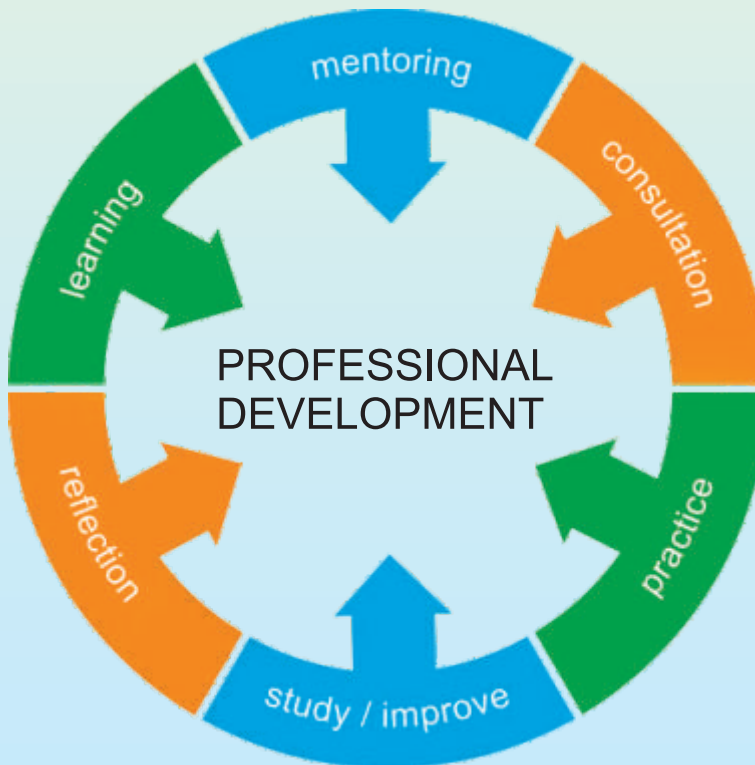 mentoring
consultation
practice
study / improve
reflection
learning
PROFESSIONAL
DEVELOPMENT